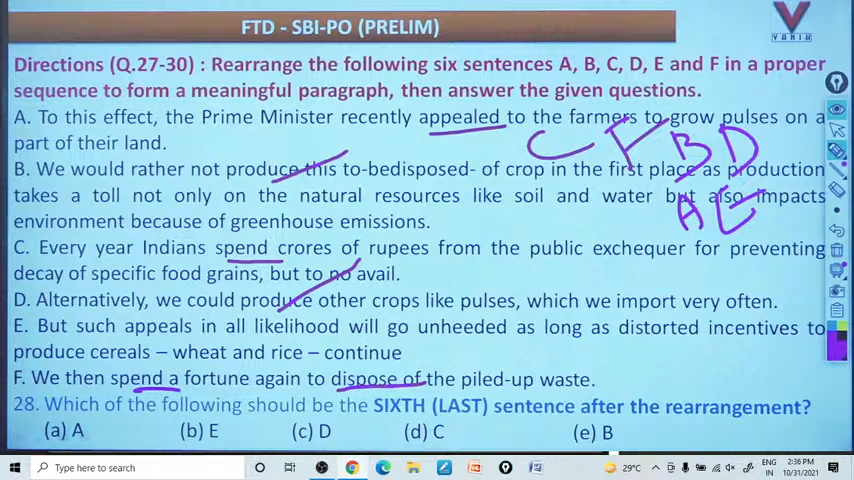 FTD - SBI-PO (PRELIM)
VANIK
Directions (Q.27-30) : Rearrange the following six sentences A, B, C, D, E and F in a proper
sequence to form a meaningful paragraph, then answer the given questions.
A. To this effect, the Prime Minister recently appealed to the farmers to grow pulses on a
part of their land.
B. We would rather not produce this to-bedisposed- of crop in the first place as production
takes a toll not only on the natural resources like soil and water but also impacts
environment because of greenhouse emissions.
C. Every year Indians spend crores of rupees from the public exchequer for preventing
decay of specific food grains, but to no avail.
D. Alternatively, we could produce other crops like pulses, which we import very often.
E. But such appeals in all likelihood will go unheeded as long as distorted incentives to
produce cereals – wheat and rice – continue
F. We then spend a fortune again to dispose of the piled-up waste.
28. Which of the following should be the SIXTH (LAST) sentence after the rearrangement?
(a) A (b) E (c) D (d) C (e) B
C F B D
A E
Type here to search
29°C
ENG
IN
2:36 PM
10/31/2021